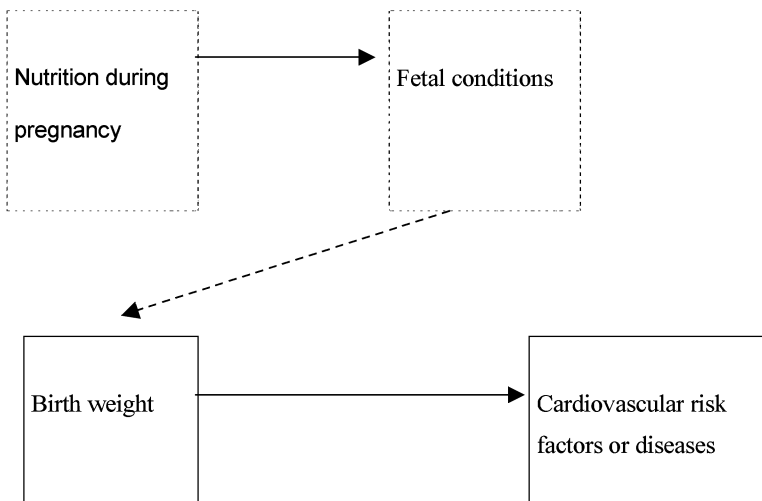 Nutrition during
pregnancy
Fetal conditions
Birth weight
Cardiovascular risk
factors or diseases